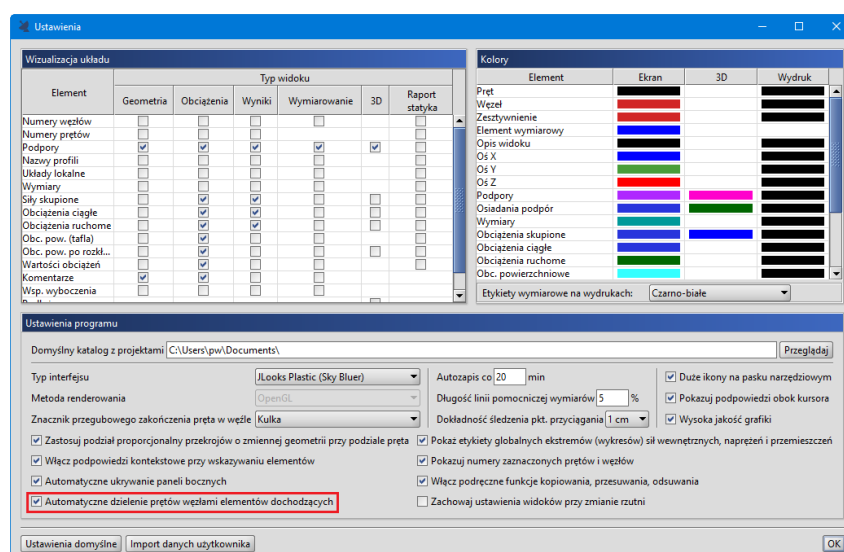 Ustawienia
Wizualizacja układu
Element
Typ widoku
Geometria Obciążenia Wyniki Wymiarowanie 3D Raport statyka
Numery węzłów
Numery prętów
Podpory
Nazwy profili
Układy lokalne
Wymiary
Siły skupione
Obciążenia ciągłe
Obciążenia ruchome
Obc. pow. (tafla)
Obc. pow. po rozkł...
Wartości obciążeń
Komentarze
Wsp. wyboczenia
Kolory
Element Ekran 3D Wydruk
Pręt
Węzeł
Zesztywnienie
Element wymiarowy
Opis widoku
Oś X
Oś Y
Oś Z
Podpory
Osiadania podpór
Wymiary
Obciążenia skupione
Obciążenia ciągłe
Obciążenia ruchome
Obc. powierzchniowe
Etykiety wymiarowe na wydrukach: Czarno-białe
Ustawienia programu
Domyślny katalog z projektami C:\Users\pw\Documents\ Przeglądaj
Typ interfejsu JLooks Plastic (Sky Bluer)
Metoda renderowania OpenGL
Znacznik przegubowego zakończenia pręta w węźle Kulka
Autozapis co 20 min
Długość linii pomocniczej wymiarów 5 %
Dokładność śledzenia pkt. przyciągania 1 cm
Duże ikony na pasku narzędziowym
Pokazuj podpowiedzi obok kursora
Wysoka jakość grafiki
Zastosuj podział proporcjonalny przekrojów o zmiennej geometrii przy podziale pręta
Włącz podpowiedzi kontekstowe przy wskazywaniu elementów
Automatyczne ukrywanie paneli bocznych
Automatyczne dzielenie prętów węzłami elementów dochodzących
Pokaż etykiety globalnych ekstremów (wykresów) sił wewnętrznych, naprężeń i przemieszczeń
Pokazuj numery zaznaczonych prętów i węzłów
Włącz podręczne funkcje kopiowania, przesuwania, odsuwania
Zachowaj ustawienia widoków przy zmianie rzutni
Ustawienia domyślne Import danych użytkownika OK